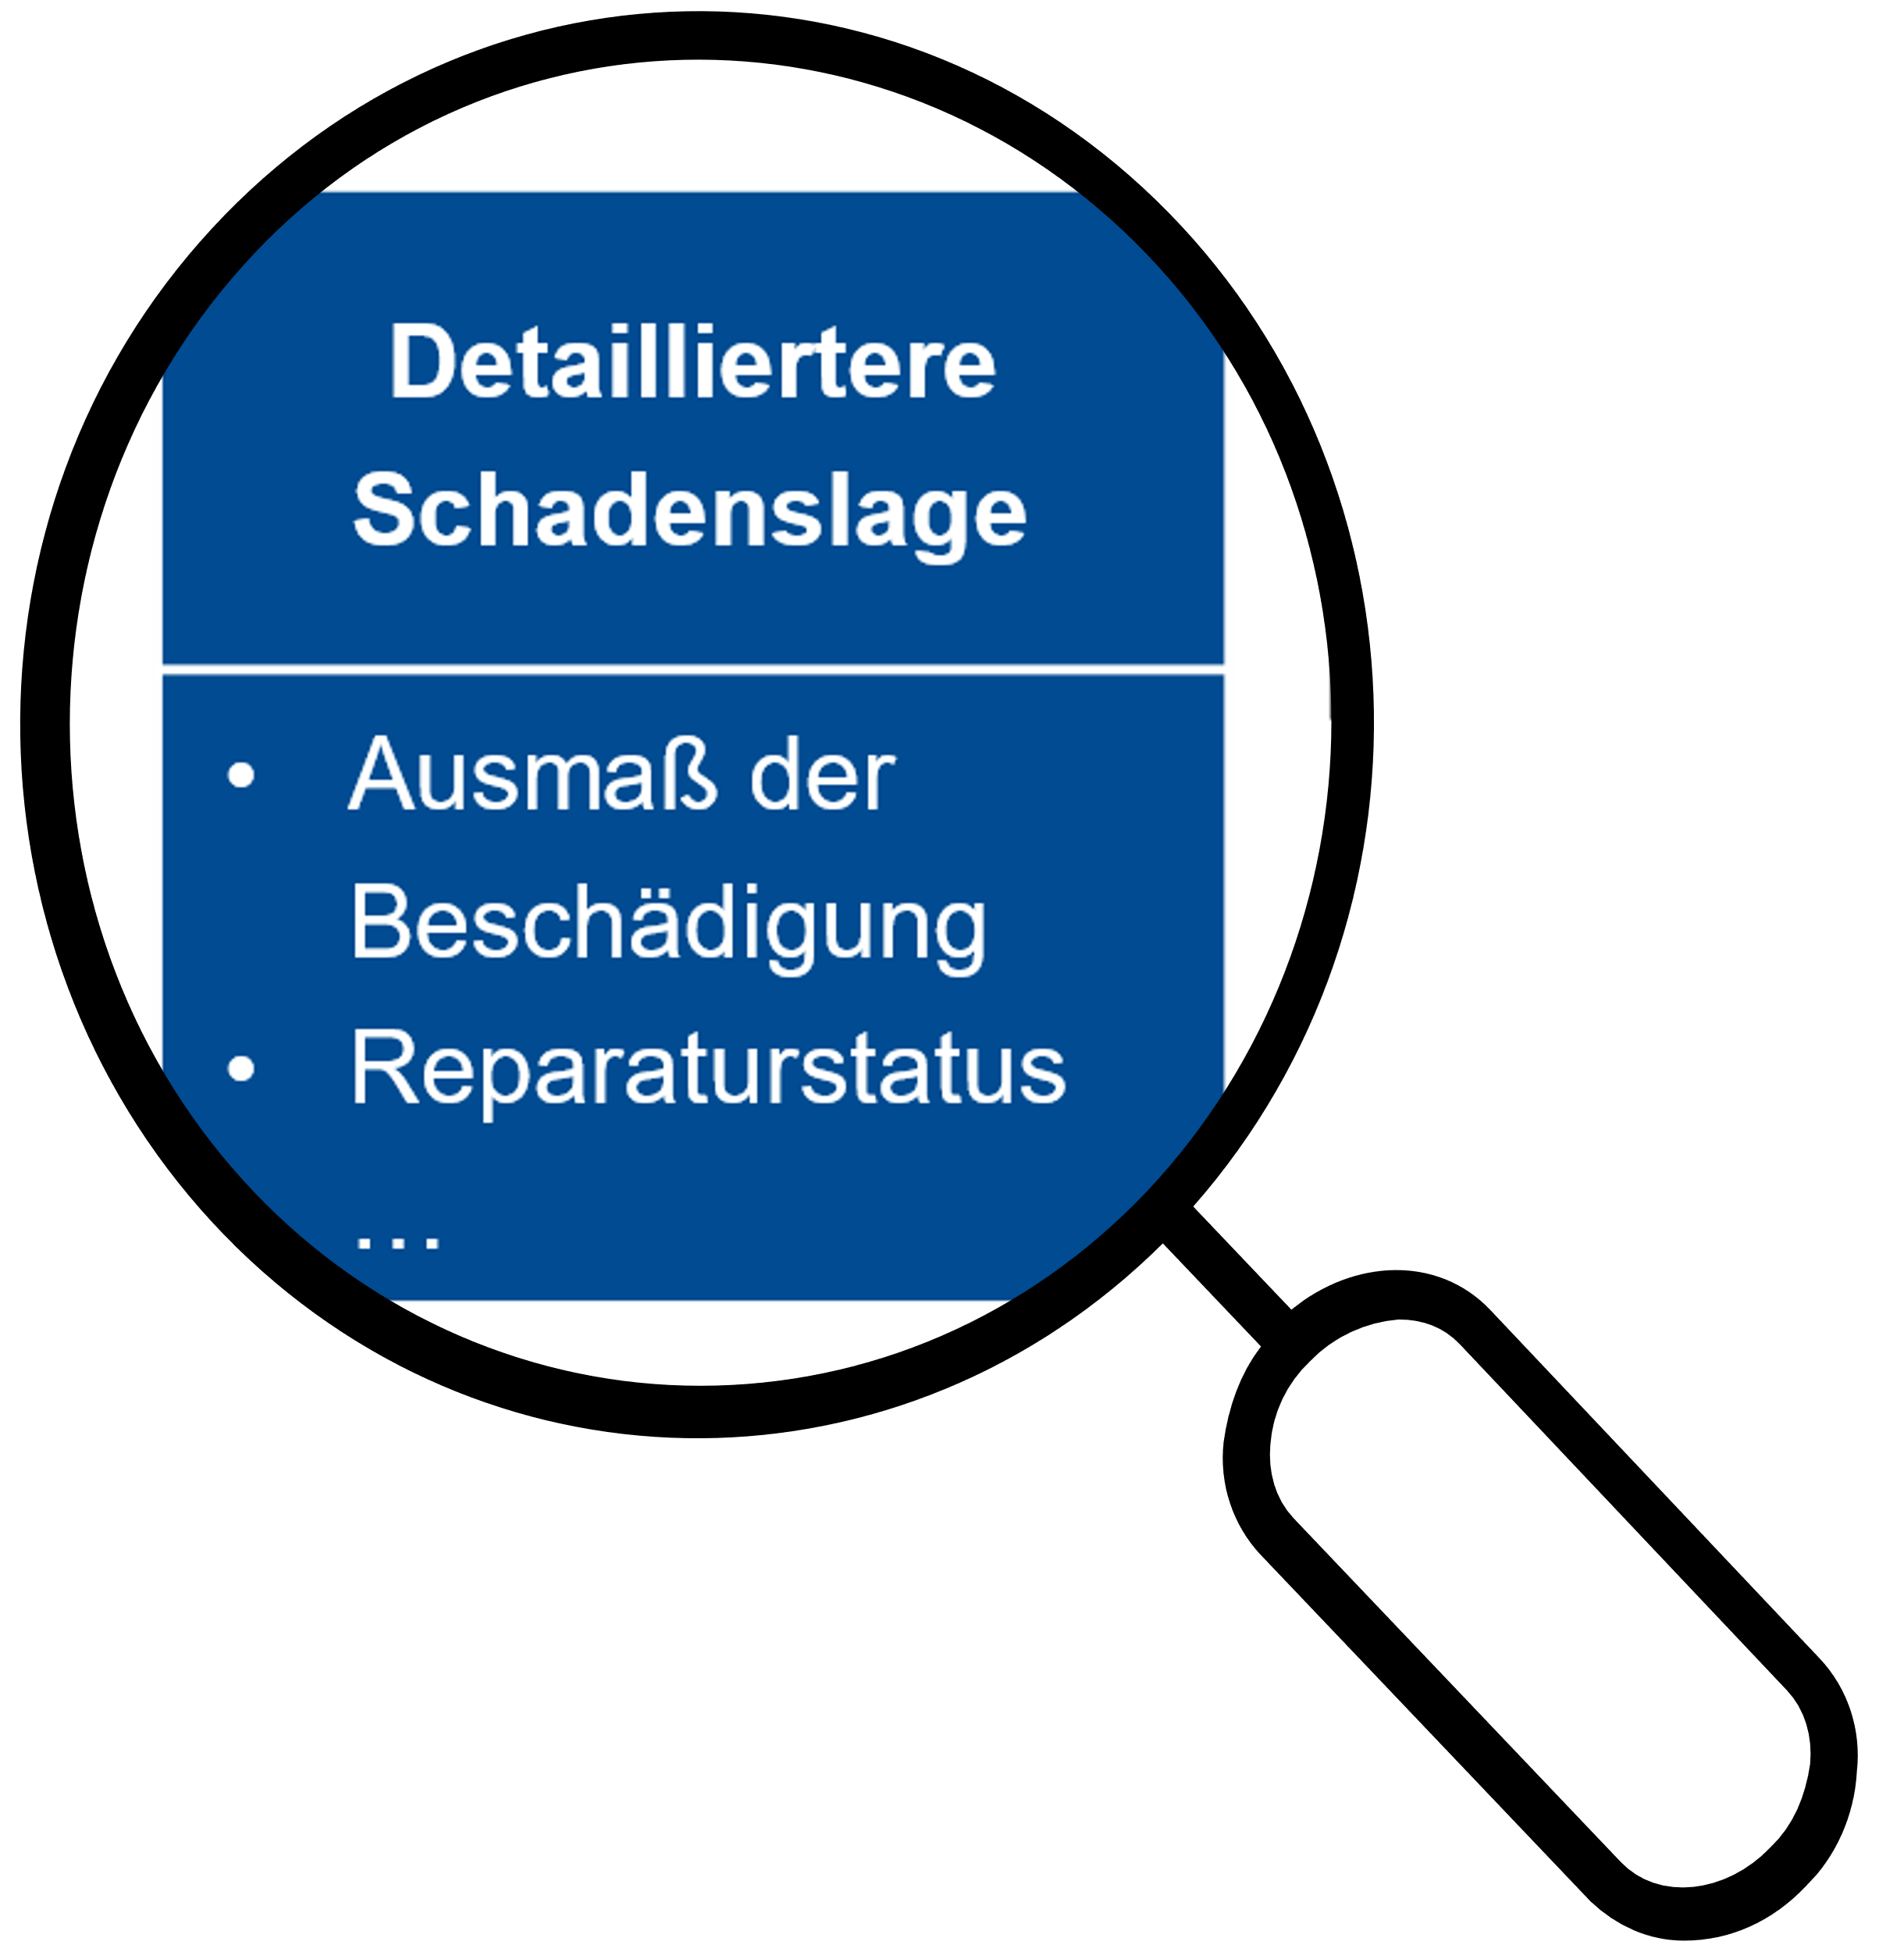 Detailliertere
Schadenslage
• Ausmaß der
Beschädigung
• Reparaturstatus
...